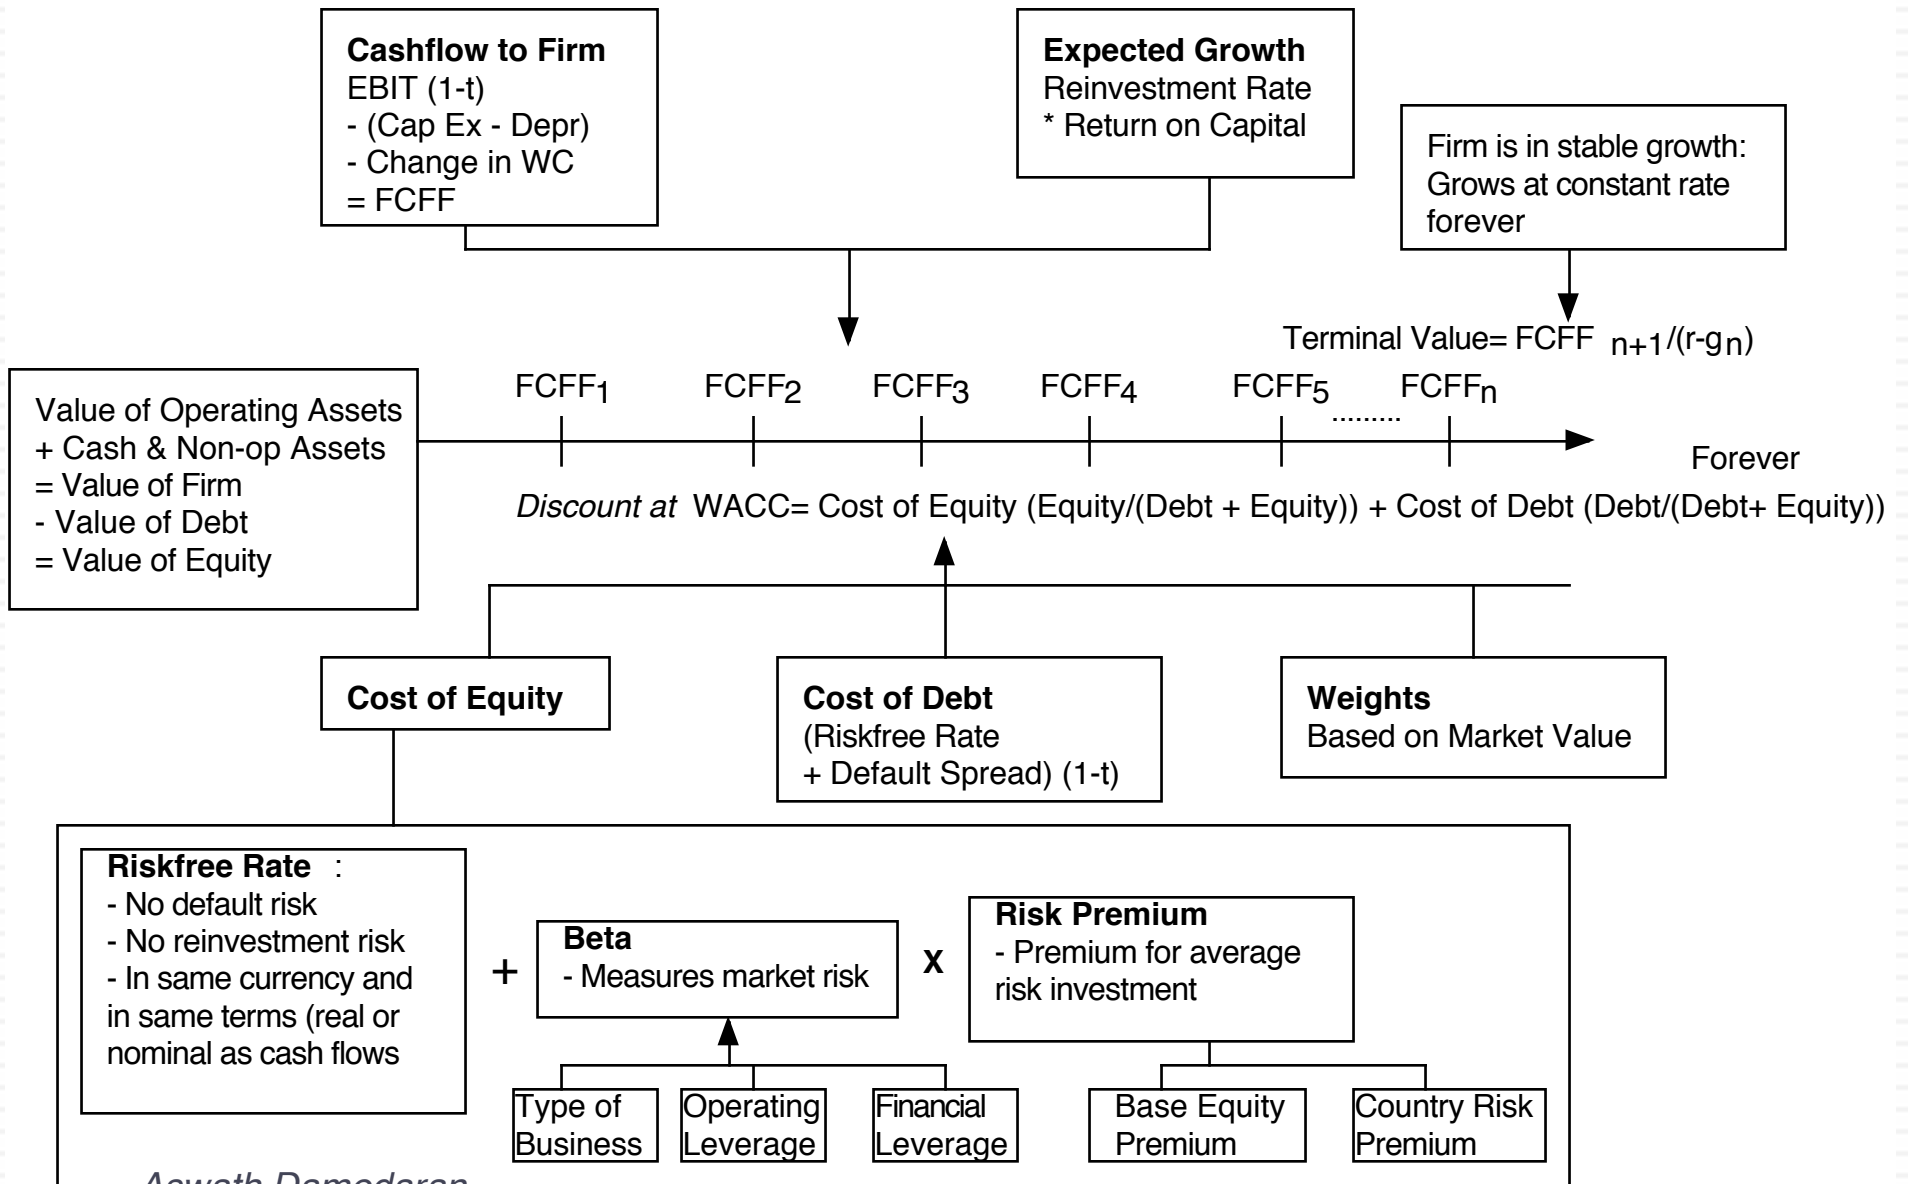 Cashflow to Firm
EBIT (1-t)
- (Cap Ex - Depr)
- Change in WC
= FCFF
Expected Growth
Reinvestment Rate
* Return on Capital
Firm is in stable growth:
Grows at constant rate
forever
Terminal Value= FCFF n+1/(r-gn)
FCFF1 FCFF2 FCFF3 FCFF4 FCFF5 ......... FCFFn
Forever
Value of Operating Assets
+ Cash & Non-op Assets
= Value of Firm
- Value of Debt
= Value of Equity
Discount at WACC= Cost of Equity (Equity/(Debt + Equity)) + Cost of Debt (Debt/(Debt+ Equity))
Cost of Equity
Cost of Debt
(Riskfree Rate
+ Default Spread) (1-t)
Weights
Based on Market Value
Riskfree Rate :
- No default risk
- No reinvestment risk
- In same currency and
in same terms (real or
nominal as cash flows
+
Beta
- Measures market risk
X
Risk Premium
- Premium for average
risk investment
Type of
Business
Operating
Leverage
Financial
Leverage
Base Equity
Premium
Country Risk
Premium
Aswath Damodaran